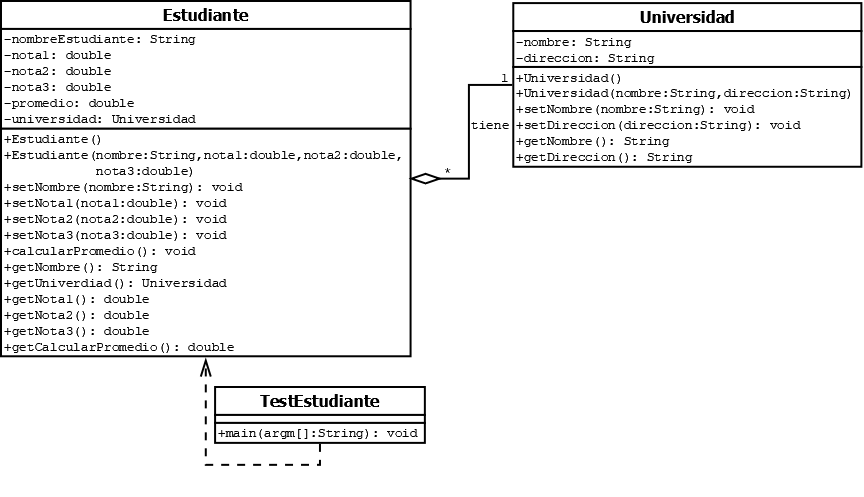 Estudiante
-nombreEstudiante: String
-nota1: double
-nota2: double
-nota3: double
-promedio: double
-universidad: Universidad
+Estudiante()
+Estudiante(nombre:String,nota1:double,nota2:double,
nota3:double)
+setNombre(nombre:String): void
+setNota1(nota1:double): void
+setNota2(nota2:double): void
+setNota3(nota3:double): void
+calcularPromedio(): void
+getNombre(): String
+getUniverdiad(): Universidad
+getNota1(): double
+getNota2(): double
+getNota3(): double
+getCalcularPromedio(): double
1
tiene
*
Universidad
-nombre: String
-direccion: String
+Universidad()
+Universidad(nombre:String,direccion:String)
+setNombre(nombre:String): void
+setDireccion(direccion:String): void
+getNombre(): String
+getDireccion(): String
TestEstudiante
+main(argm[]:String): void